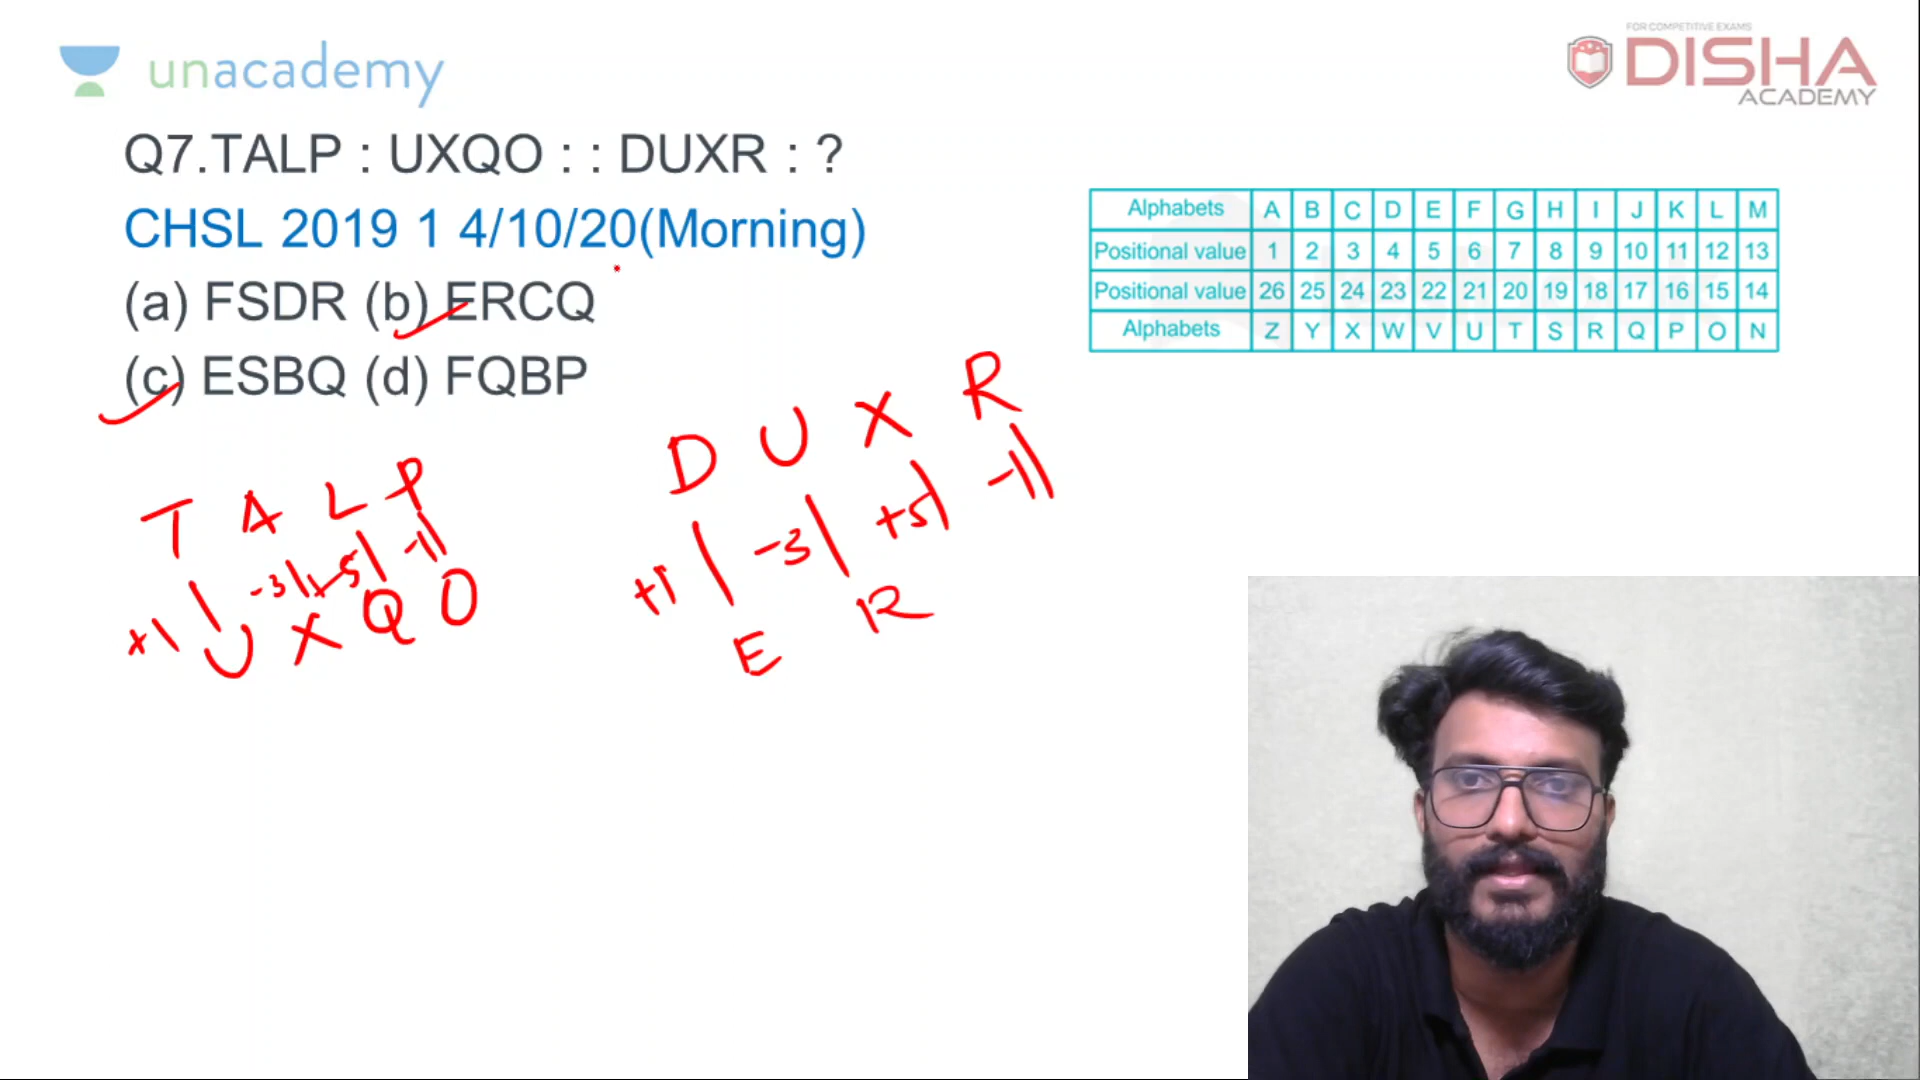 unacademy
FOR COMPETITIVE EXAMS
DISHA
ACADEMY
Q7.TALP : UXQO : : DUXR : ?
CHSL 2019 1 4/10/20(Morning)
(a) FSDR (b) ERCQ
(c) ESBQ (d) FQBP
Alphabets A B C D E F G H I J K L M
Positional value 1 2 3 4 5 6 7 8 9 10 11 12 13
Positional value 26 25 24 23 22 21 20 19 18 17 16 15 14
Alphabets Z Y X W V U T S R Q P O N
T A L P
+1 -3 +5 -1
U X Q O
D U X R
+1 -3 +5 -1
E R